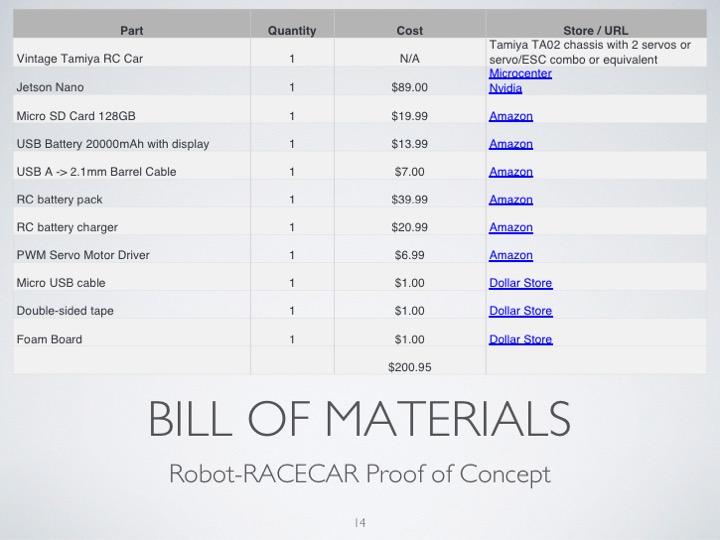 Part Quantity Cost Store / URL
Vintage Tamiya RC Car 1 N/A Tamiya TA02 chassis with 2 servos or
servo/ESC combo or equivalent
Jetson Nano 1 $89.00 Microcenter
Nvidia
Micro SD Card 128GB 1 $19.99 Amazon
USB Battery 20000mAh with display 1 $13.99 Amazon
USB A -> 2.1mm Barrel Cable 1 $7.00 Amazon
RC battery pack 1 $39.99 Amazon
RC battery charger 1 $20.99 Amazon
PWM Servo Motor Driver 1 $6.99 Amazon
Micro USB cable 1 $1.00 Dollar Store
Double-sided tape 1 $1.00 Dollar Store
Foam Board 1 $1.00 Dollar Store
$200.95
BILL OF MATERIALS
Robot-RACECAR Proof of Concept
14